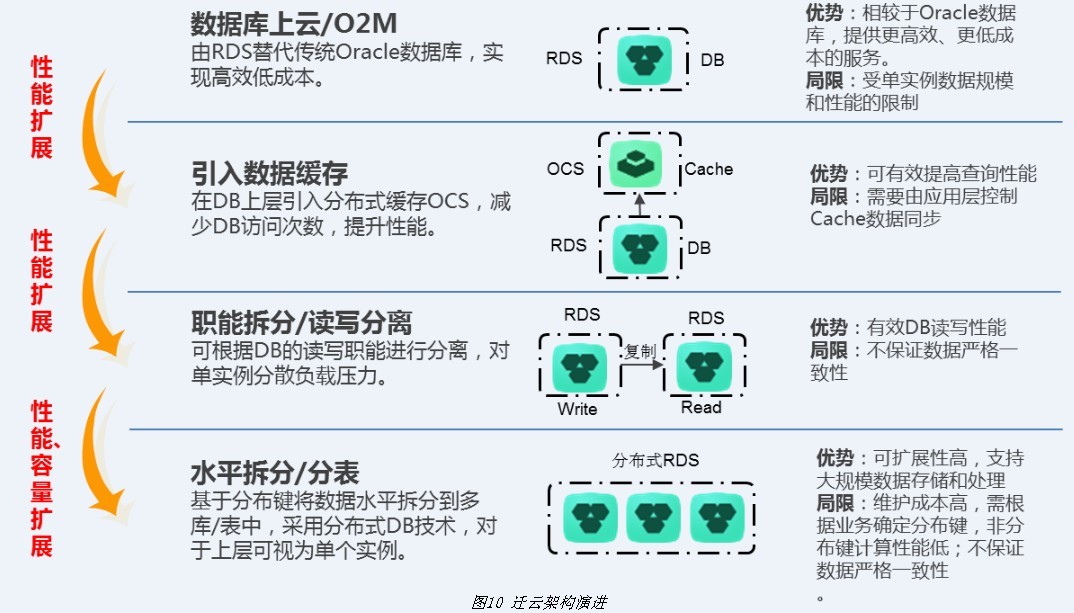 性能扩展
数据库上云/O2M
由RDS替代传统Oracle数据库，实
现高效低成本。
RDS
DB
优势：相较于Oracle数据
库，提供更高效、更低成
本的服务。
局限：受单实例数据规模
和性能的限制
引入数据缓存
在DB上层引入分布式缓存OCS，减
少DB访问次数，提升性能。
OCS
Cache
RDS
DB
优势：可有效提高查询性能
局限：需要由应用层控制
Cache数据同步
性能扩展
职能拆分/读写分离
可根据DB的读写职能进行分离，对
单实例分散负载压力。
RDS
RDS
复制
Write
Read
优势：有效DB读写性能
局限：不保证数据严格一
致性
性能、容量扩展
水平拆分/分表
基于分布键将数据水平拆分到多
库/表中，采用分布式DB技术，对
于上层可视为单个实例。
分布式RDS
优势：可扩展性高，支持
大规模数据存储和处理
局限：维护成本高，需根
据业务确定分布键，非分
布键计算性能低；不保证
数据严格一致性
。
图10 迁云架构演进